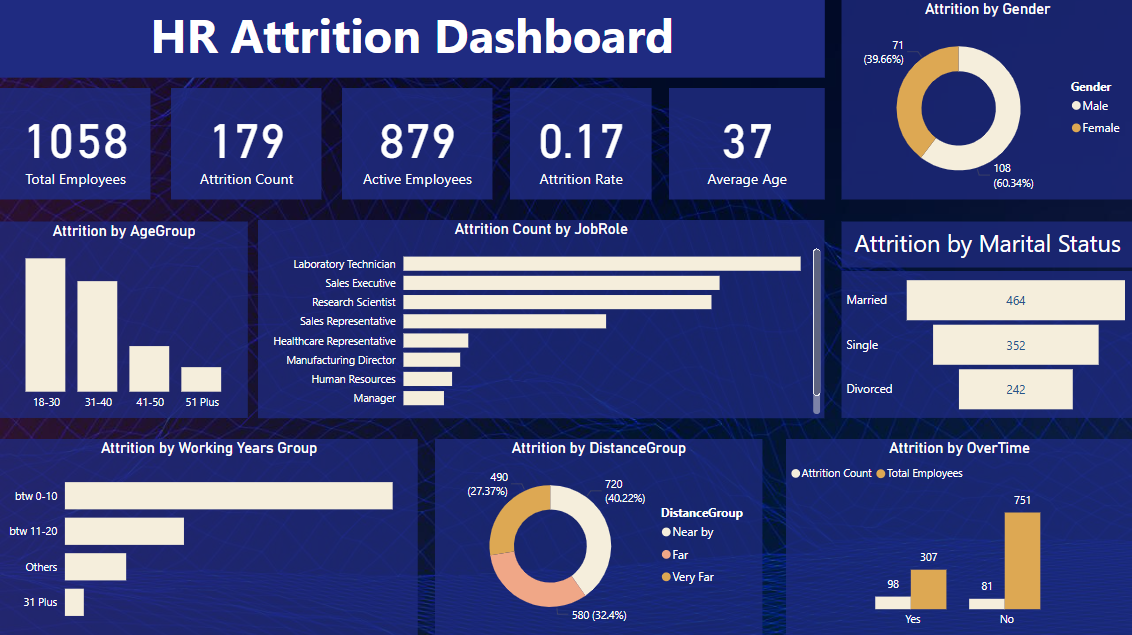 HR Attrition Dashboard
1058
Total Employees
179
Attrition Count
879
Active Employees
0.17
Attrition Rate
37
Average Age
Attrition by Gender
71
(39.66%)
108
(60.34%)
Gender
Male
Female
Attrition by AgeGroup
18-30
31-40
41-50
51 Plus
Attrition Count by JobRole
Laboratory Technician
Sales Executive
Research Scientist
Sales Representative
Healthcare Representative
Manufacturing Director
Human Resources
Manager
Attrition by Marital Status
Married
464
Single
352
Divorced
242
Attrition by Working Years Group
btw 0-10
btw 11-20
Others
31 Plus
Attrition by DistanceGroup
490
(27.37%)
720
(40.22%)
580 (32.4%)
DistanceGroup
Near by
Far
Very Far
Attrition by OverTime
Attrition Count
Total Employees
98
307
81
751
Yes
No